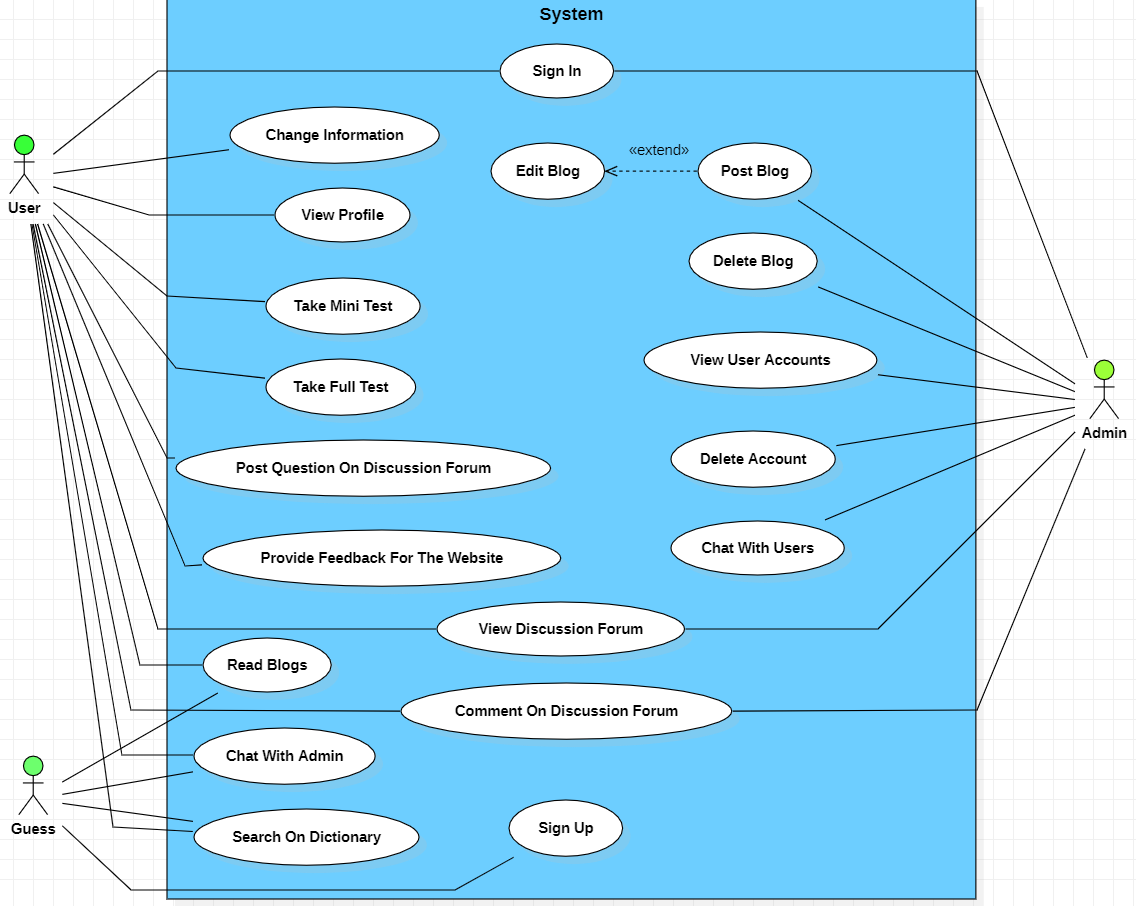 System
Sign In
Change Information
«extend»
Edit Blog
Post Blog
User
View Profile
Delete Blog
Take Mini Test
View User Accounts
Take Full Test
Admin
Delete Account
Post Question On Discussion Forum
Chat With Users
Provide Feedback For The Website
View Discussion Forum
Read Blogs
Comment On Discussion Forum
Chat With Admin
Guess
Sign Up
Search On Dictionary